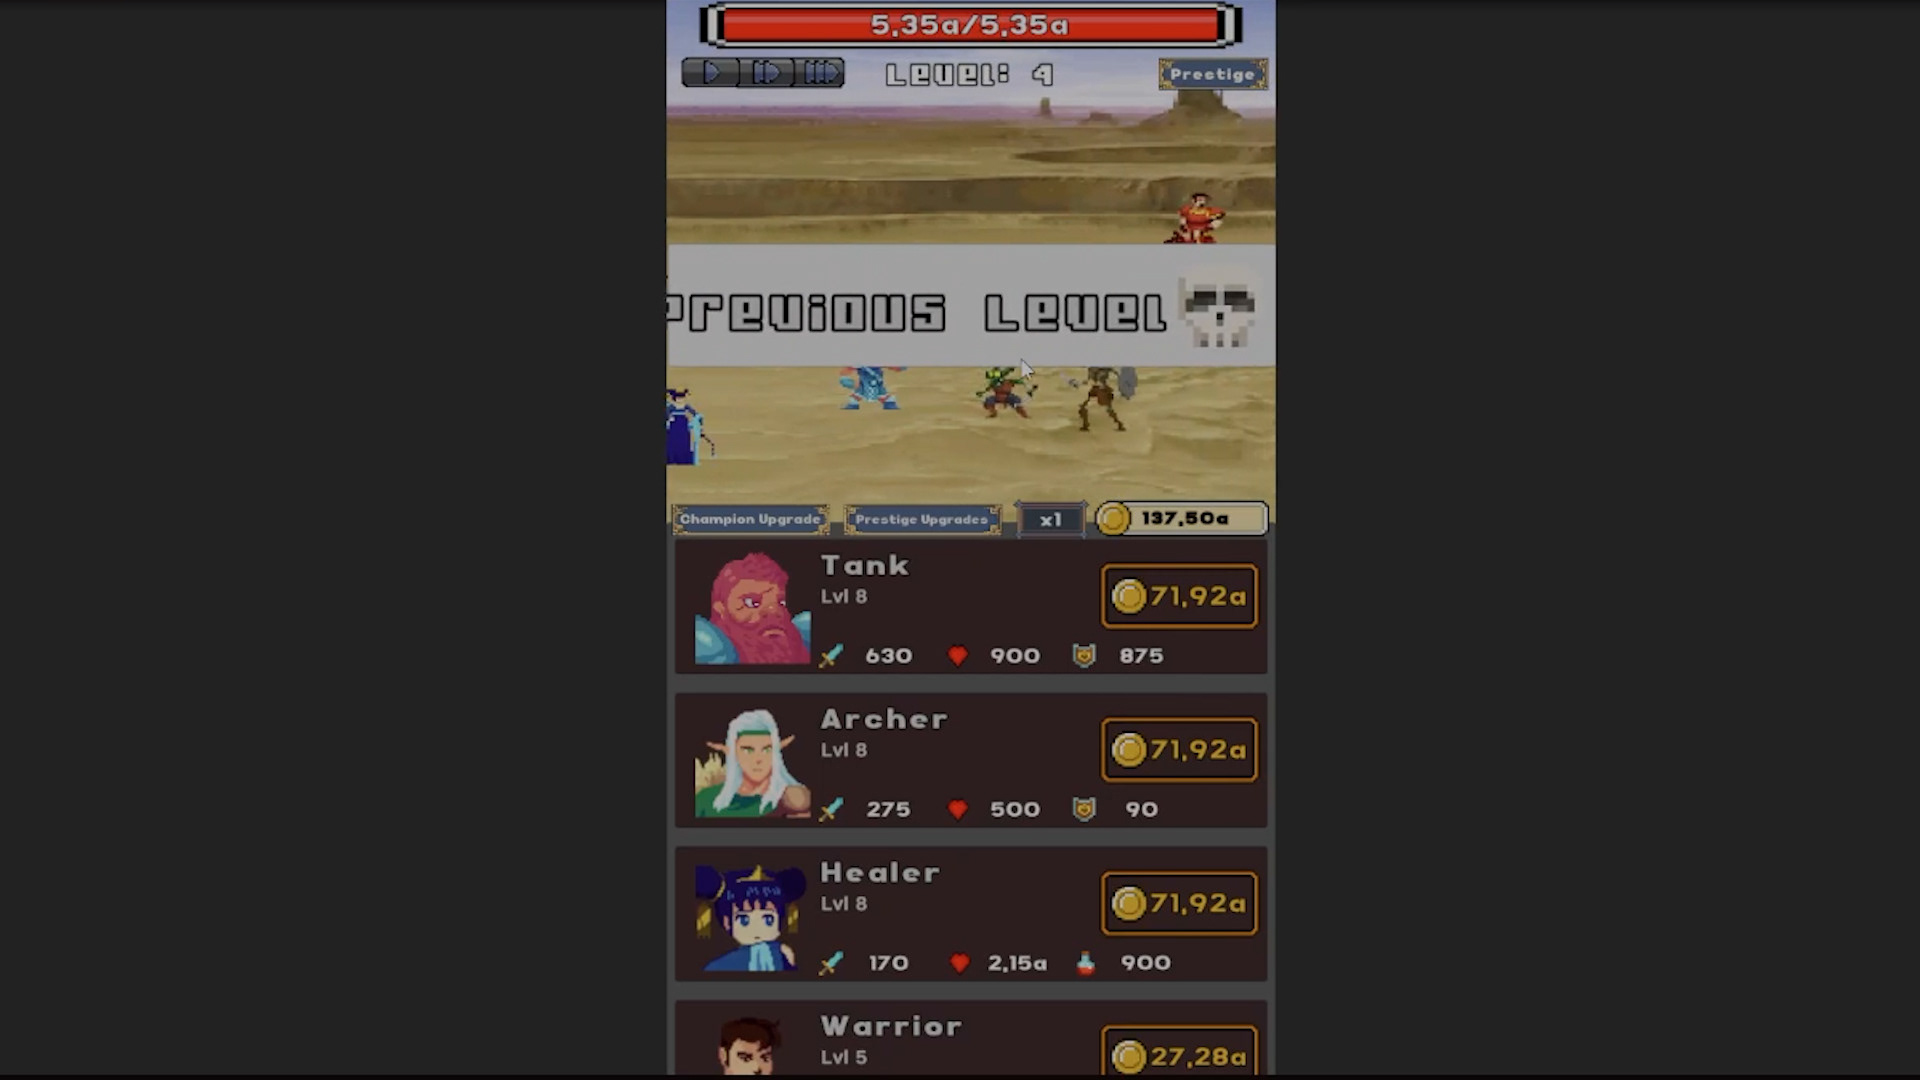 5,35a/5,35a
Level: 4
Prestige
Previous Level
Champion Upgrade
Prestige Upgrades
x1
137,50a
Tank
Lvl 8
71,92a
630
900
875
Archer
Lvl 8
71,92a
275
500
90
Healer
Lvl 8
71,92a
170
2,15a
900
Warrior
Lvl 5
27,28a